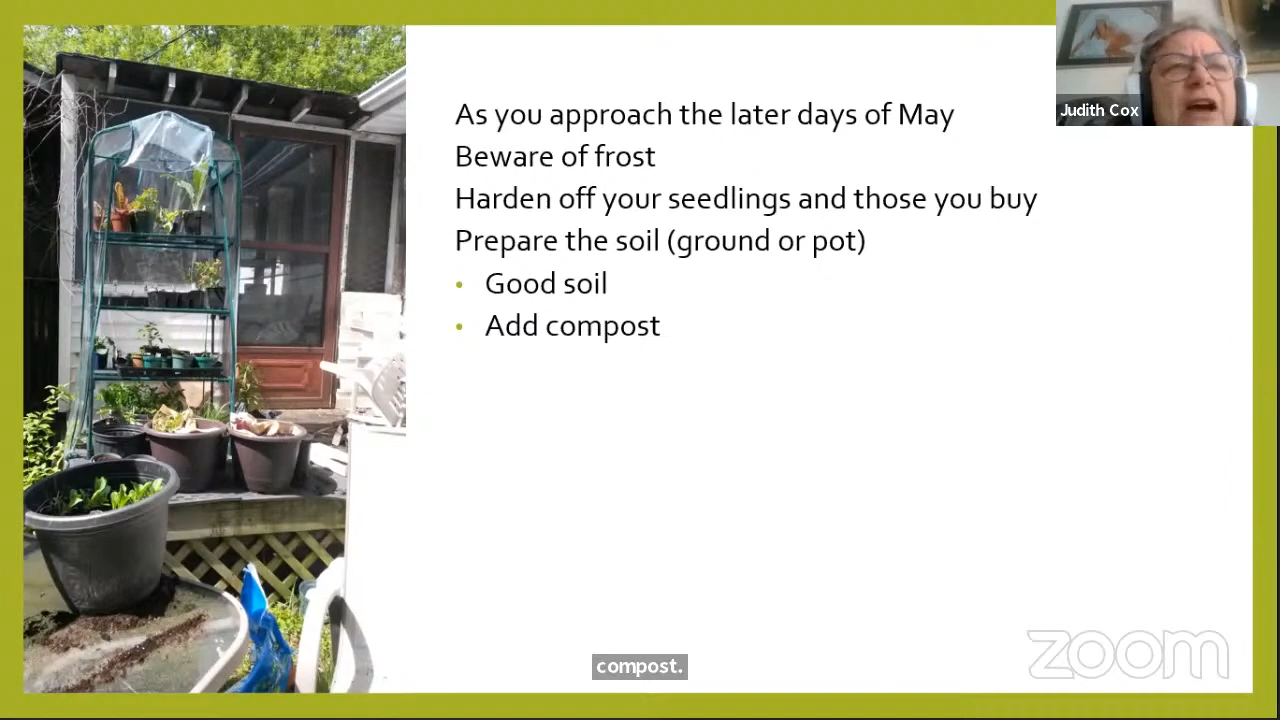 As you approach the later days of May
Beware of frost
Harden off your seedlings and those you buy
Prepare the soil (ground or pot)
• Good soil
• Add compost
Judith Cox
compost.
zoom